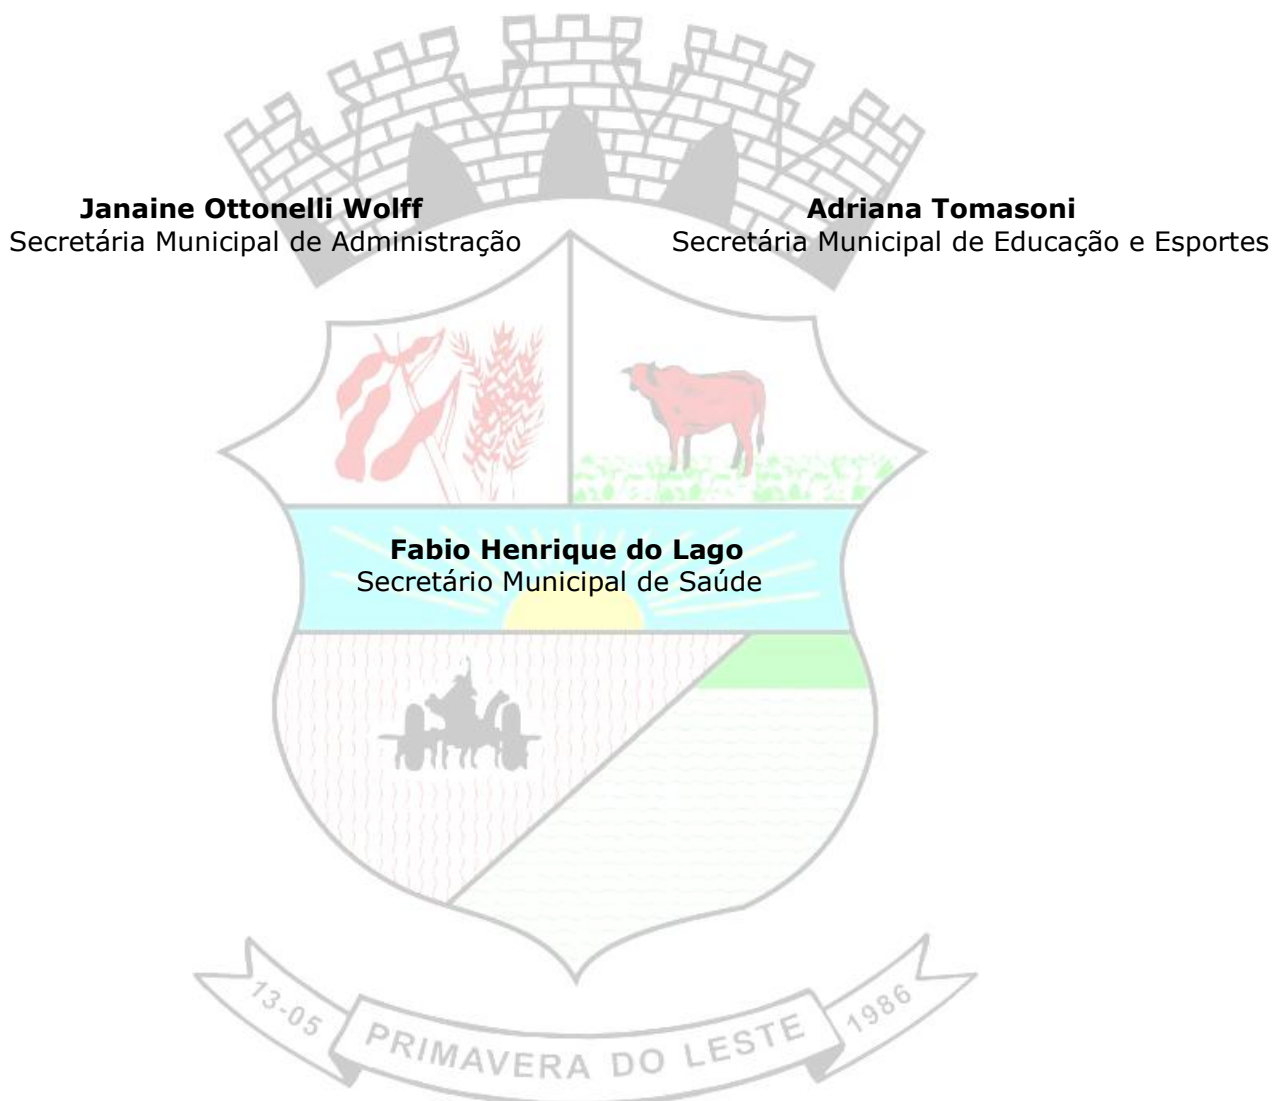 Janaine Ottonelli Wolff
Secretária Municipal de Administração
Adriana Tomasoni
Secretária Municipal de Educação e Esportes
Fabio Henrique do Lago
Secretário Municipal de Saúde
13-05
PRIMAVERA DO LESTE
1986